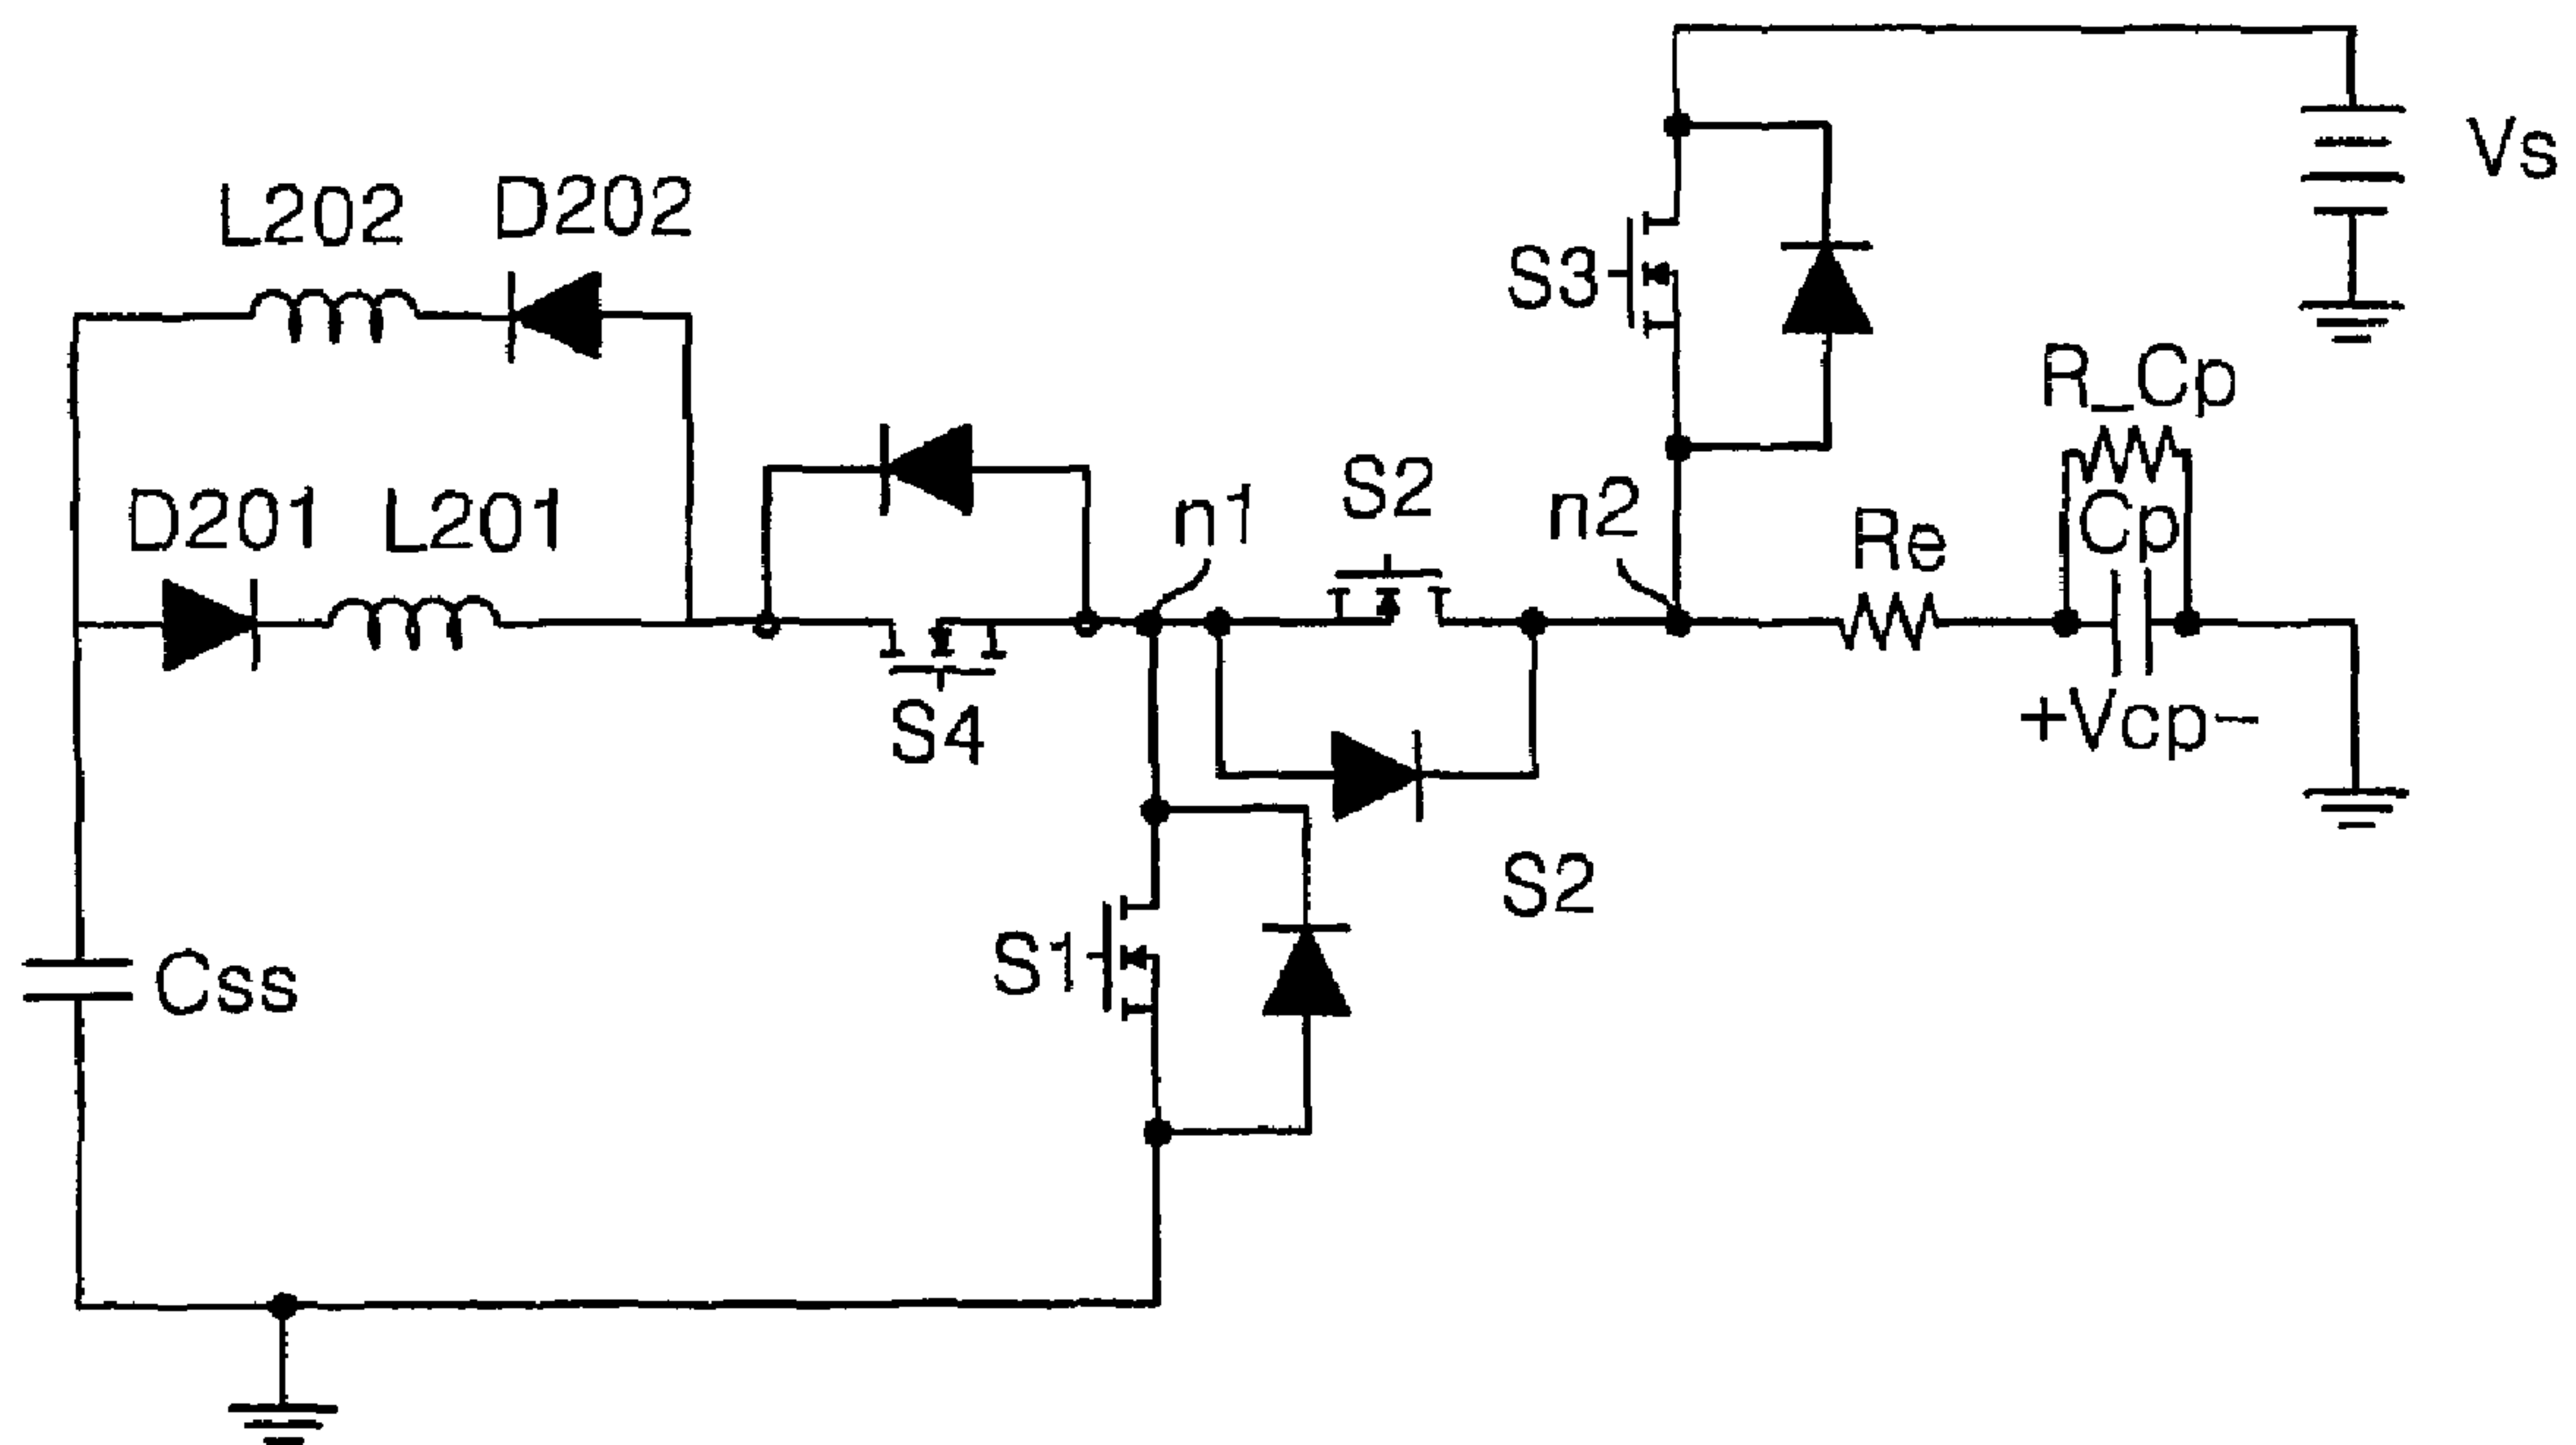 Vs
L202
D202
S3
R_Cp
D201
L201
n1
S2
n2
Re
Cp
S4
+Vcp-
S2
S1
Css